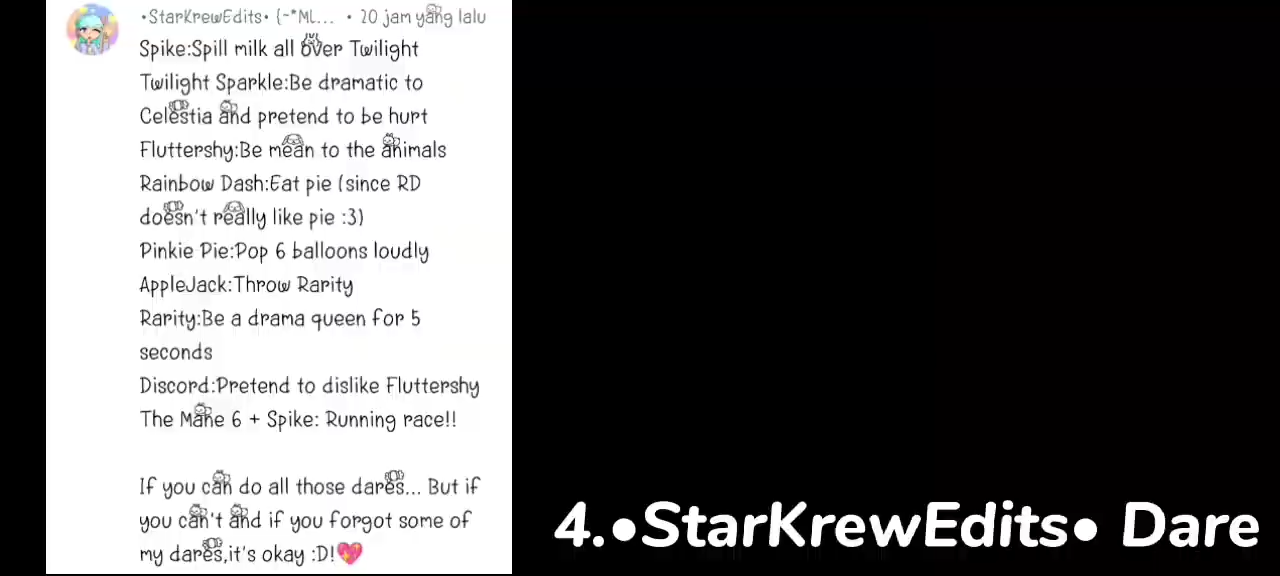 •StarKrewEdits• {~*ML... • 20 jam yang lalu
Spike:Spill milk all over Twilight
Twilight Sparkle:Be dramatic to
Celestia and pretend to be hurt
Fluttershy:Be mean to the animals
Rainbow Dash:Eat pie (since RD
doesn't really like pie :3)
Pinkie Pie:Pop 6 balloons loudly
AppleJack:Throw Rarity
Rarity:Be a drama queen for 5
seconds
Discord:Pretend to dislike Fluttershy
The Mane 6 + Spike: Running race!!
If you can do all those dares... But if
you can't and if you forgot some of
my dares,it's okay :D!💖
4.•StarKrewEdits• Dare